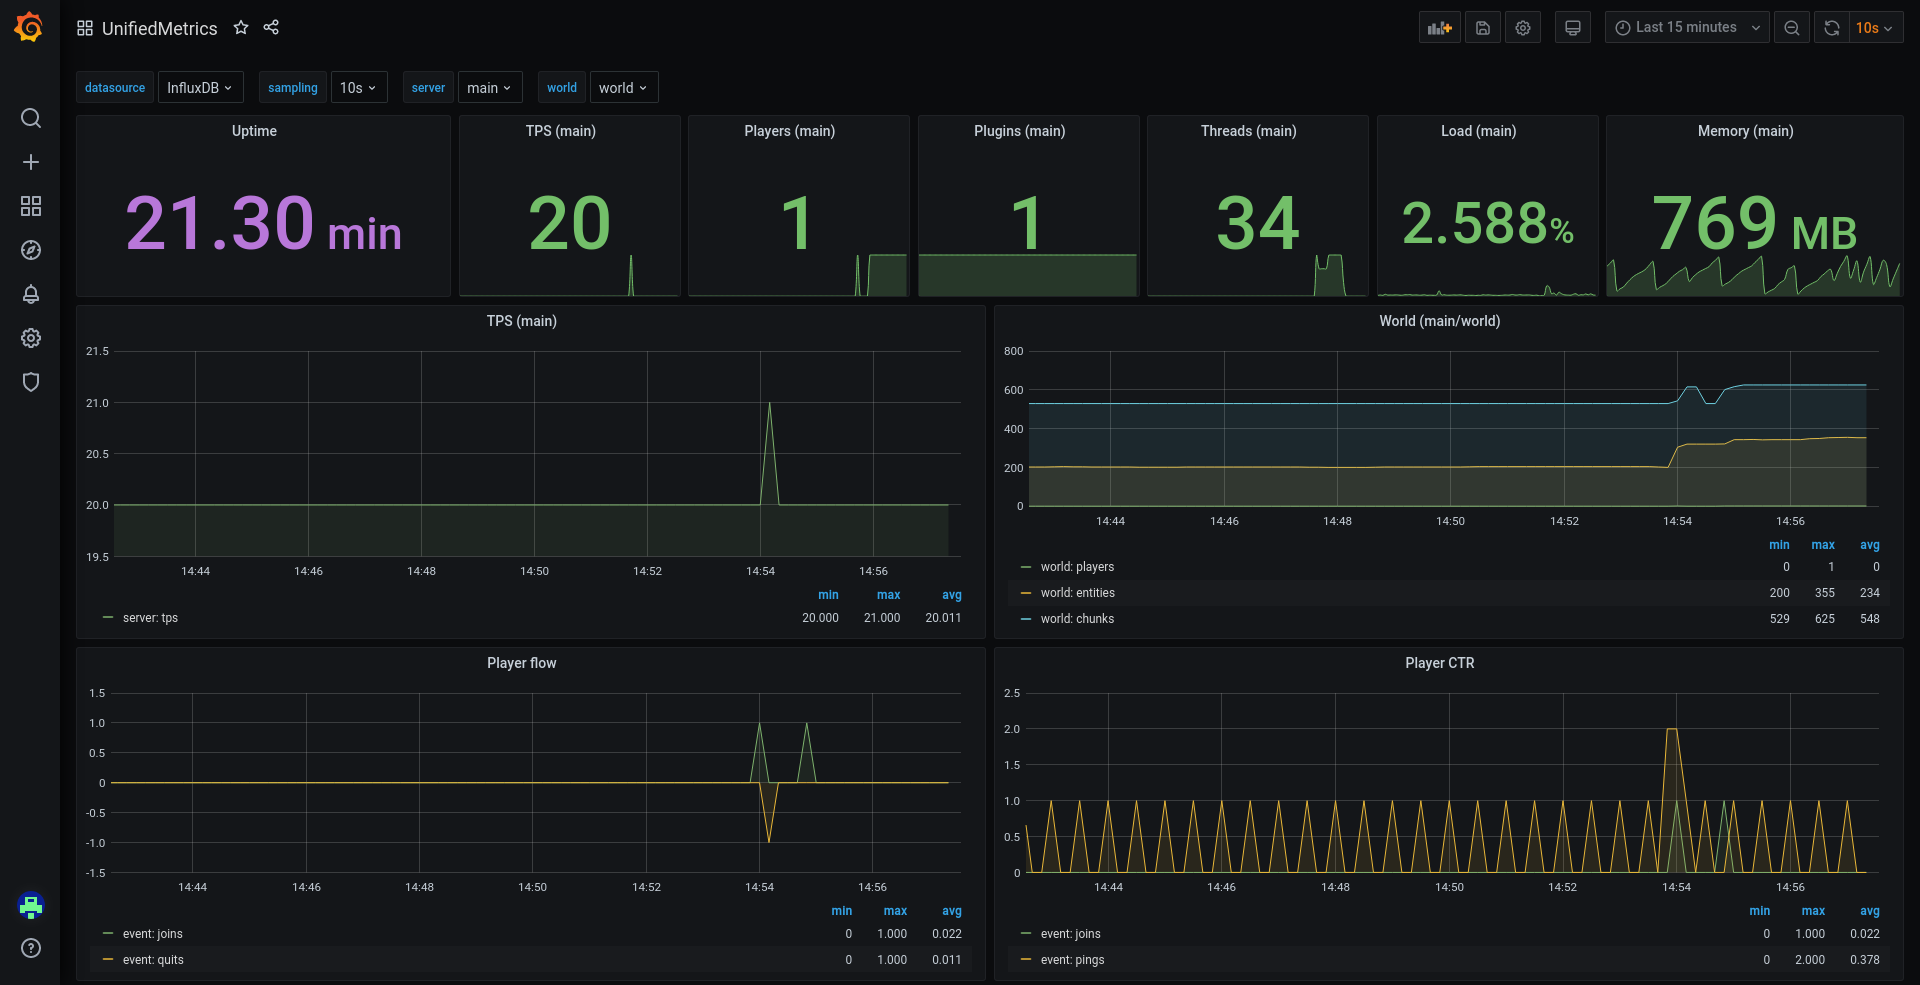 UnifiedMetrics
Last 15 minutes
10s
datasource InfluxDB sampling 10s server main world world
Uptime
21.30 min
TPS (main)
20
Players (main)
1
Plugins (main)
1
Threads (main)
34
Load (main)
2.588%
Memory (main)
769 MB
TPS (main)
21.5
21.0
20.5
20.0
19.5
14:44 14:46 14:48 14:50 14:52 14:54 14:56
min max avg
server: tps 20.000 21.000 20.011
World (main/world)
800
600
400
200
0
14:44 14:46 14:48 14:50 14:52 14:54 14:56
min max avg
world: players 0 1 0
world: entities 200 355 234
world: chunks 529 625 548
Player flow
1.5
1.0
0.5
0
-0.5
-1.0
-1.5
14:44 14:46 14:48 14:50 14:52 14:54 14:56
min max avg
event: joins 0 1.000 0.022
event: quits 0 1.000 0.011
Player CTR
2.5
2.0
1.5
1.0
0.5
0
14:44 14:46 14:48 14:50 14:52 14:54 14:56
min max avg
event: joins 0 1.000 0.022
event: pings 0 2.000 0.378